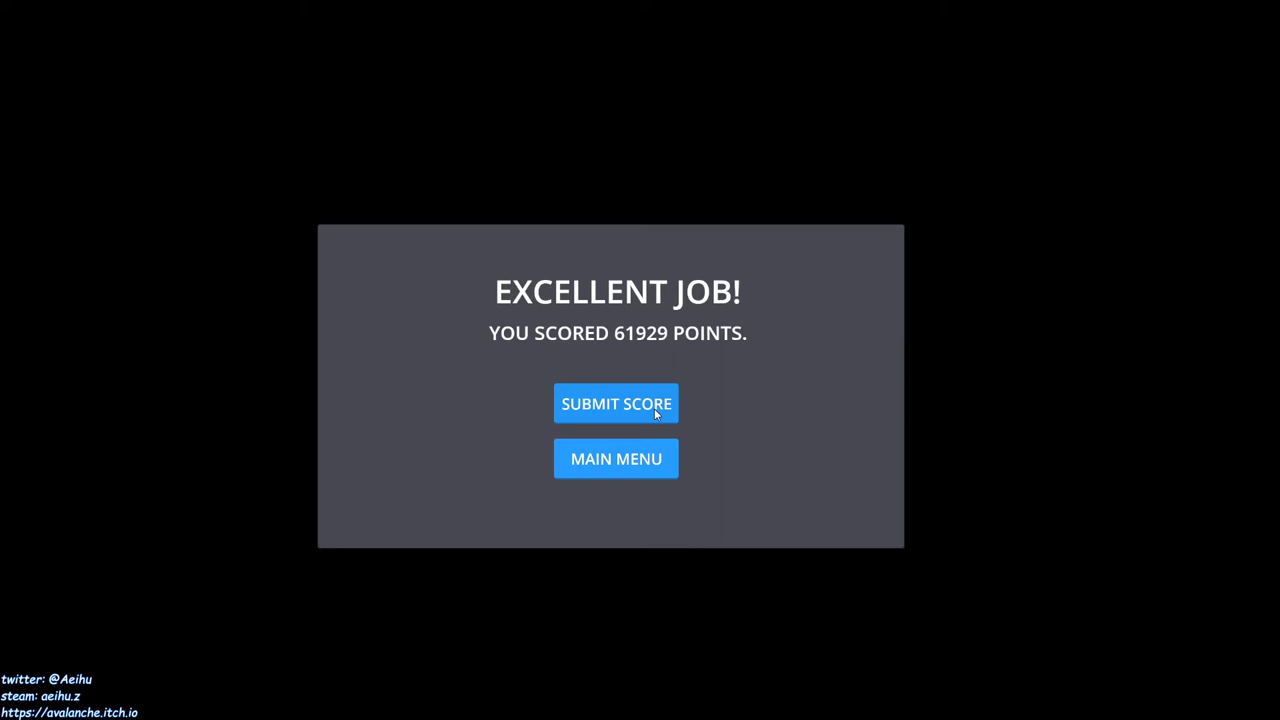 EXCELLENT JOB!
YOU SCORED 61929 POINTS.
SUBMIT SCORE
MAIN MENU
twitter: @Aeihu
steam: aeihu.z
https://avalanche.itch.io